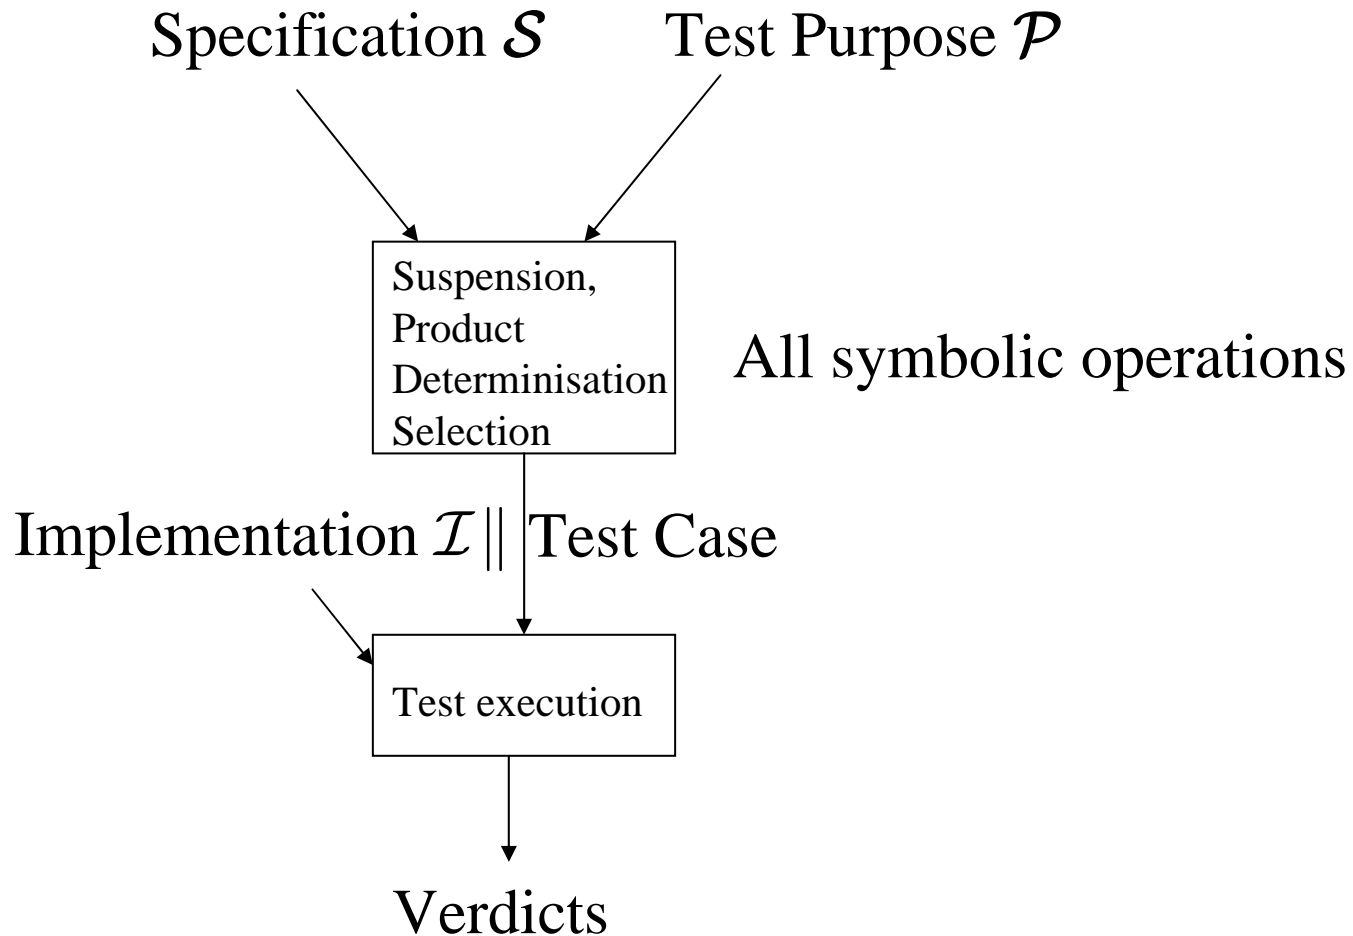 Specification 𝓢
Test Purpose 𝓟
Suspension,
Product
Determinisation
Selection
All symbolic operations
Implementation 𝓘 || Test Case
Test execution
Verdicts